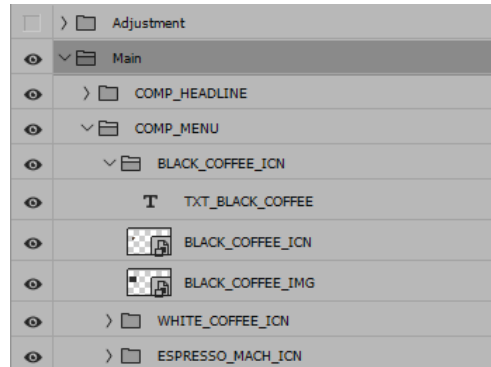 Adjustment
Main
COMP_HEADLINE
COMP_MENU
BLACK_COFFEE_ICN
T TXT_BLACK_COFFEE
BLACK_COFFEE_ICN
BLACK_COFFEE_IMG
WHITE_COFFEE_ICN
ESPRESSO_MACH_ICN